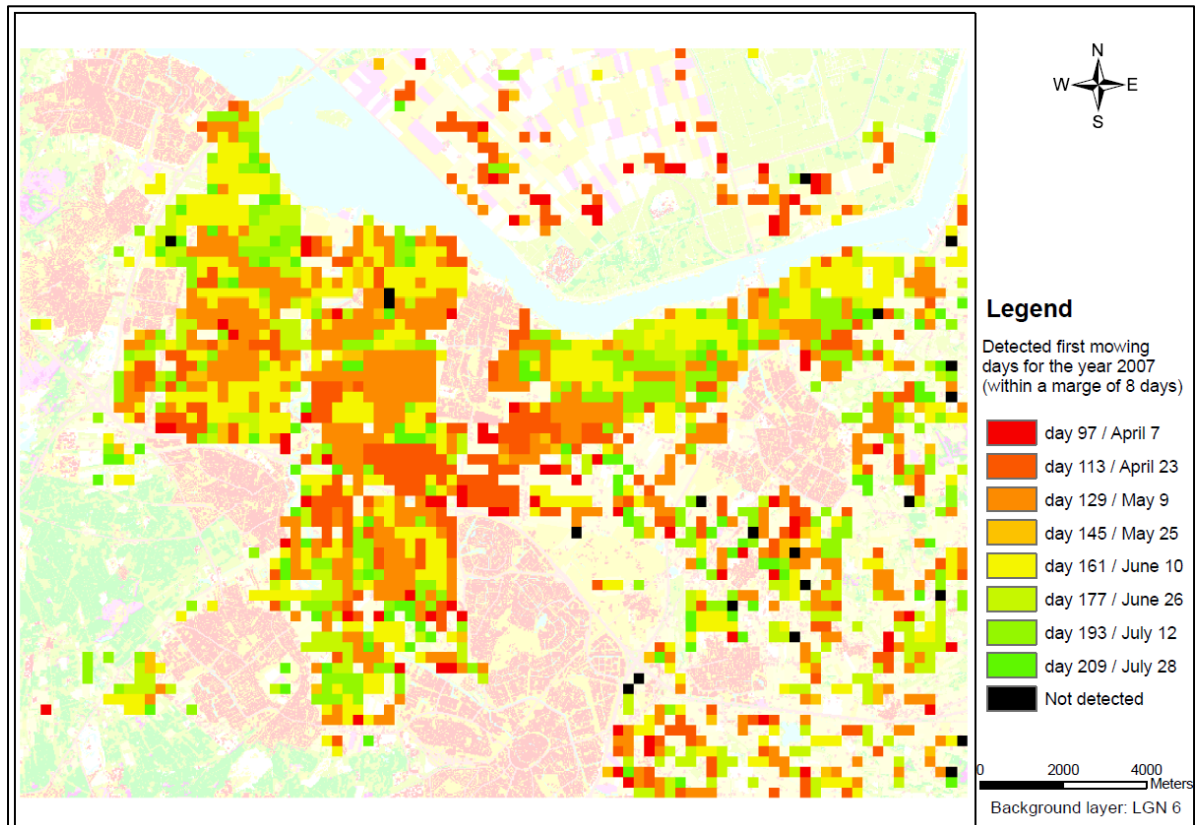 N
W E
S
Legend
Detected first mowing
days for the year 2007
(within a marge of 8 days)
day 97 / April 7
day 113 / April 23
day 129 / May 9
day 145 / May 25
day 161 / June 10
day 177 / June 26
day 193 / July 12
day 209 / July 28
Not detected
0 2000 4000
Meters
Background layer: LGN 6